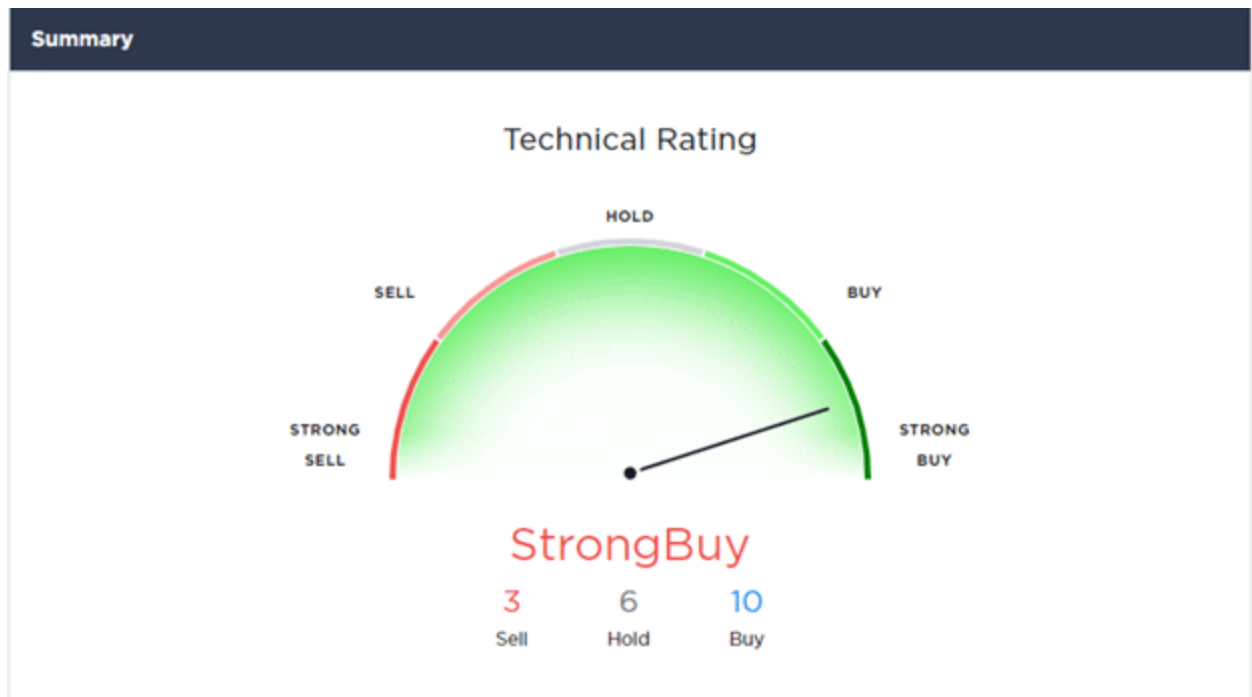 Summary
Technical Rating
HOLD
SELL
BUY
STRONG
SELL
STRONG
BUY
StrongBuy
3 6 10
Sell Hold Buy